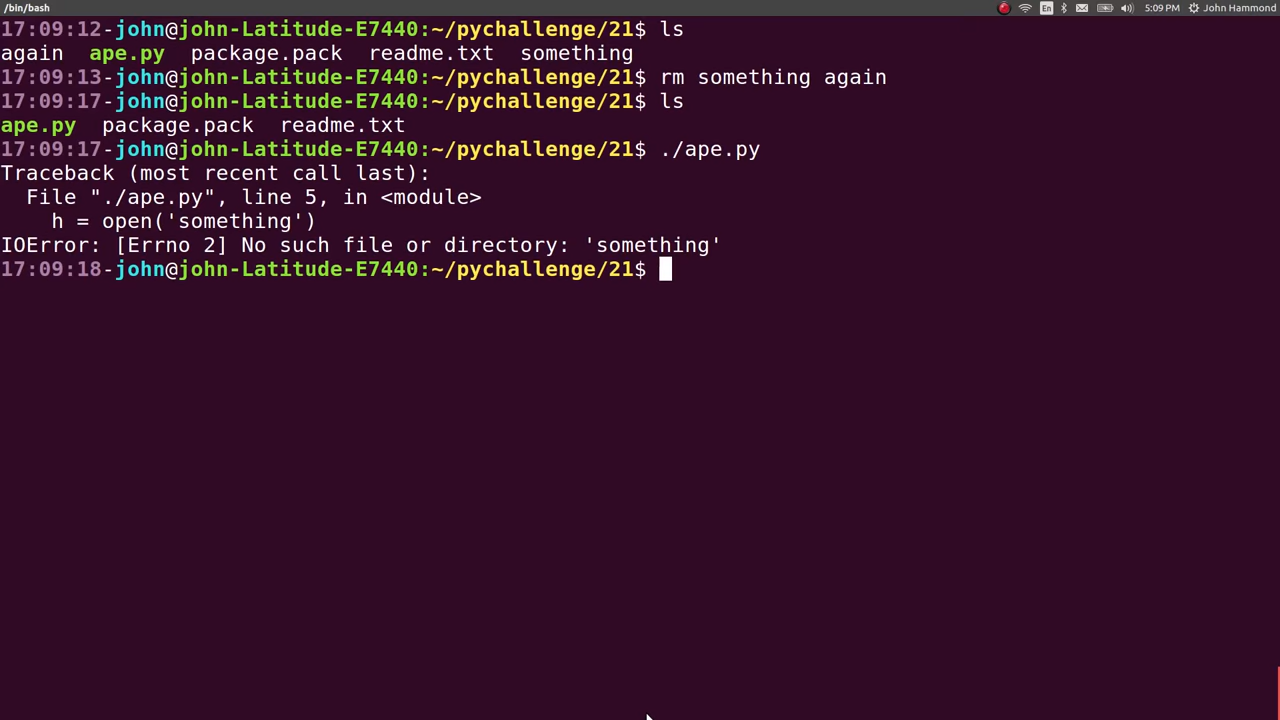 /bin/bash En 5:09 PM John Hammond
17:09:12-john@john-Latitude-E7440:~/pychallenge/21$ ls
again  ape.py  package.pack  readme.txt  something
17:09:13-john@john-Latitude-E7440:~/pychallenge/21$ rm something again
17:09:17-john@john-Latitude-E7440:~/pychallenge/21$ ls
ape.py  package.pack  readme.txt
17:09:17-john@john-Latitude-E7440:~/pychallenge/21$ ./ape.py
Traceback (most recent call last):
  File "./ape.py", line 5, in <module>
    h = open('something')
IOError: [Errno 2] No such file or directory: 'something'
17:09:18-john@john-Latitude-E7440:~/pychallenge/21$